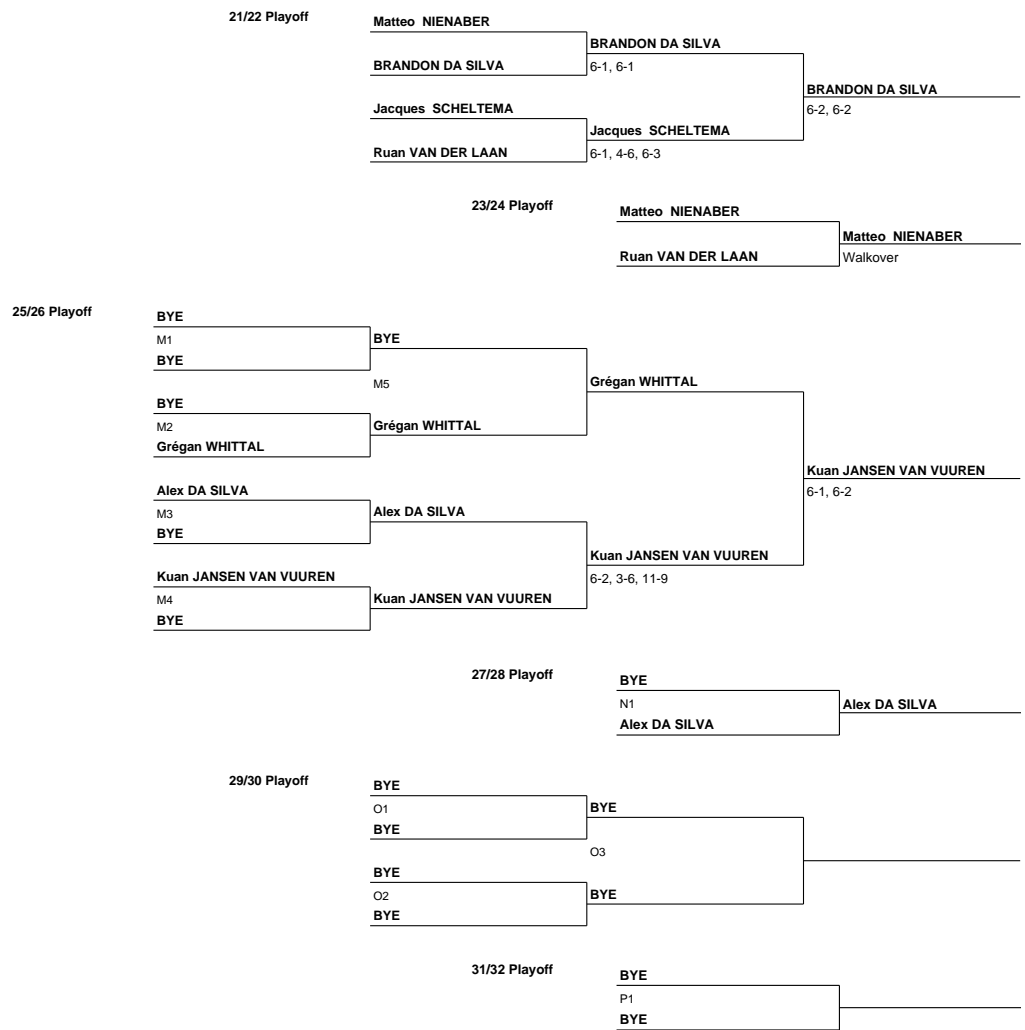 21/22 Playoff
Matteo  NIENABER
BRANDON DA SILVA
BRANDON DA SILVA
6-1, 6-1
BRANDON DA SILVA
6-2, 6-2
Jacques  SCHELTEMA
Jacques  SCHELTEMA
Ruan VAN DER LAAN
6-1, 4-6, 6-3
23/24 Playoff
Matteo  NIENABER
Matteo  NIENABER
Ruan VAN DER LAAN
Walkover
25/26 Playoff
BYE
M1
BYE
BYE
M5
Grégan WHITTAL
BYE
M2
Grégan WHITTAL
Grégan WHITTAL
Kuan JANSEN VAN VUUREN
6-1, 6-2
Alex DA SILVA
M3
Alex DA SILVA
BYE
Kuan JANSEN VAN VUUREN
6-2, 3-6, 11-9
Kuan JANSEN VAN VUUREN
M4
Kuan JANSEN VAN VUUREN
BYE
27/28 Playoff
BYE
N1
Alex DA SILVA
Alex DA SILVA
29/30 Playoff
BYE
O1
BYE
BYE
O3
BYE
O2
BYE
BYE
31/32 Playoff
BYE
P1
BYE